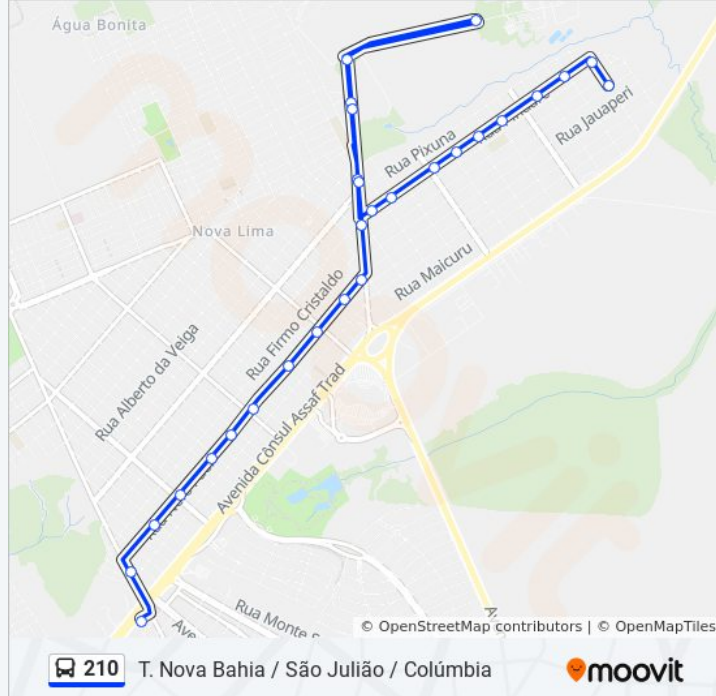 Água Bonita
Rua Pixuna
Rua Jauaperi
Nova Lima
Rua Maicuru
Rua Firmo Cristaldo
Rua Alberto da Veiga
Avenida Cônsul Assaf Trad
Rua Monte S
Ave
A
© OpenStreetMap contributors | © OpenMapTiles
210 T. Nova Bahia / São Julião / Colúmbia
moovit